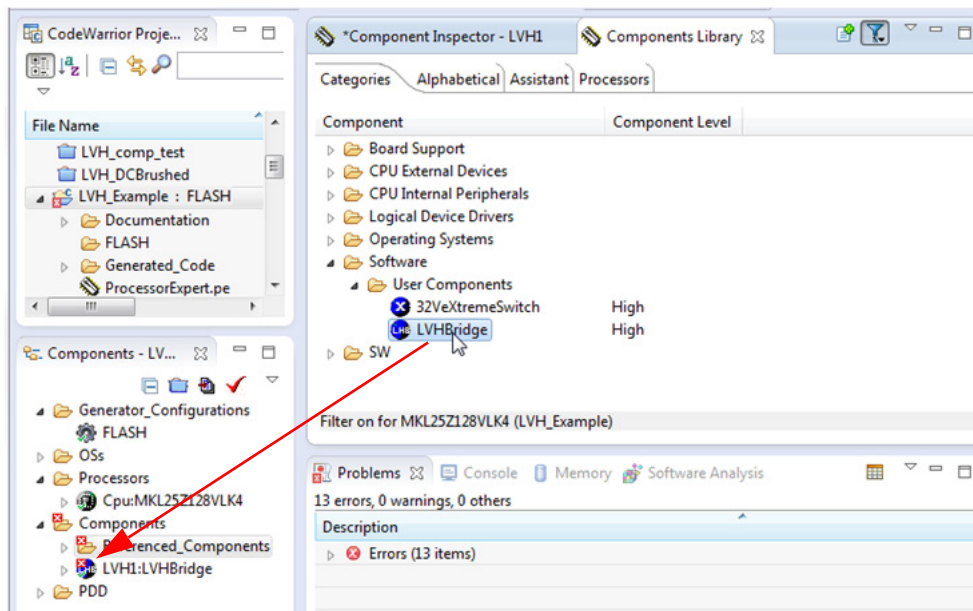 CodeWarrior Proje...
File Name
LVH_comp_test
LVH_DCBrushed
LVH_Example : FLASH
Documentation
FLASH
Generated_Code
ProcessorExpert.pe
Components - LV...
Generator_Configurations
FLASH
OSs
Processors
Cpu:MKL25Z128VLK4
Components
Referenced_Components
LVH1:LVHBridge
PDD
*Component Inspector - LVH1
Components Library
Categories
Alphabetical
Assistant
Processors
Component
Component Level
Board Support
CPU External Devices
CPU Internal Peripherals
Logical Device Drivers
Operating Systems
Software
User Components
32VeXtremeSwitch High
LVHBridge High
SW
Filter on for MKL25Z128VLK4 (LVH_Example)
Problems
Console
Memory
Software Analysis
13 errors, 0 warnings, 0 others
Description
Errors (13 items)